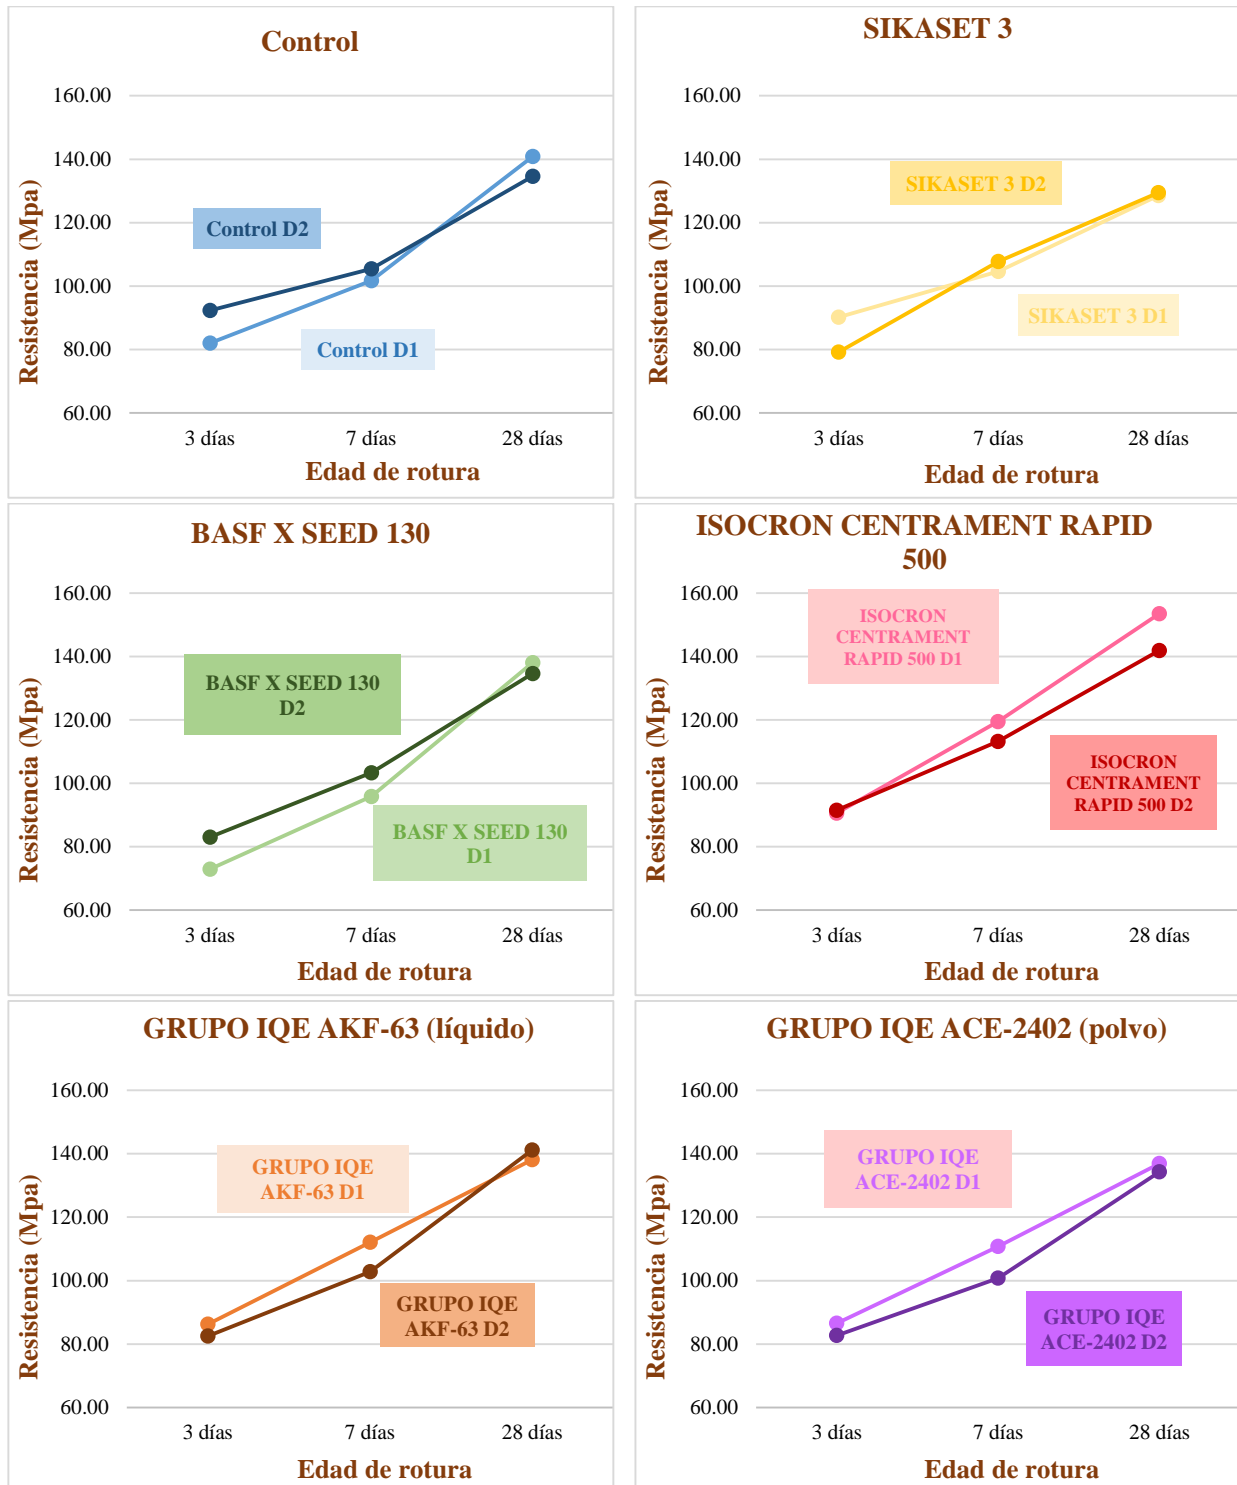 Control
160.00
140.00
120.00
100.00
80.00
60.00
Resistencia (Mpa)
Control D2
Control D1
3 días
7 días
28 días
Edad de rotura
SIKASET 3
160.00
140.00
120.00
100.00
80.00
60.00
Resistencia (Mpa)
SIKASET 3 D2
SIKASET 3 D1
3 días
7 días
28 días
Edad de rotura
BASF X SEED 130
160.00
140.00
120.00
100.00
80.00
60.00
Resistencia (Mpa)
BASF X SEED 130
D2
BASF X SEED 130
D1
3 días
7 días
28 días
Edad de rotura
ISOCRON CENTRAMENT RAPID
500
160.00
140.00
120.00
100.00
80.00
60.00
Resistencia (Mpa)
ISOCRON
CENTRAMENT
RAPID 500 D1
ISOCRON
CENTRAMENT
RAPID 500 D2
3 días
7 días
28 días
Edad de rotura
GRUPO IQE AKF-63 (líquido)
160.00
140.00
120.00
100.00
80.00
60.00
Resistencia (Mpa)
GRUPO IQE
AKF-63 D1
GRUPO IQE
AKF-63 D2
3 días
7 días
28 días
Edad de rotura
GRUPO IQE ACE-2402 (polvo)
160.00
140.00
120.00
100.00
80.00
60.00
Resistencia (Mpa)
GRUPO IQE
ACE-2402 D1
GRUPO IQE
ACE-2402 D2
3 días
7 días
28 días
Edad de rotura